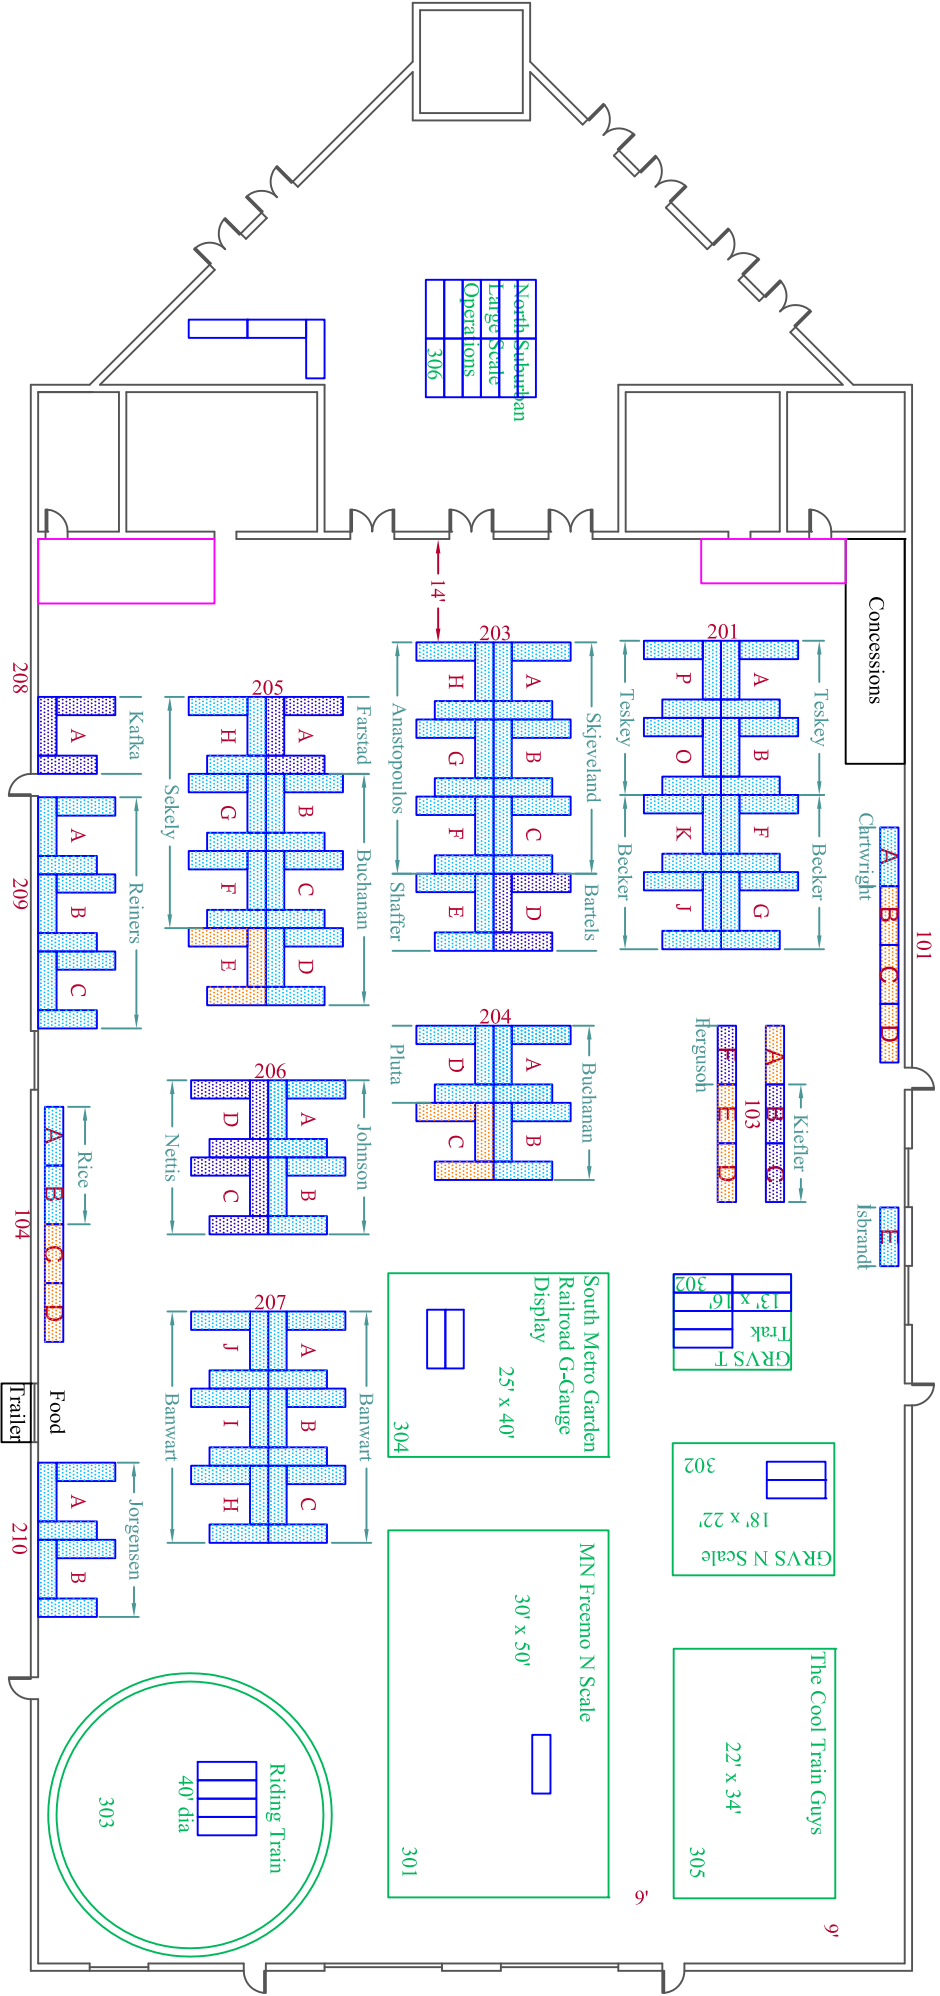 North Suburban
Large Scale
Operations
306
Concessions
14'
201
A
B
F
G
P
O
K
J
Teskey
Becker
Teskey
Becker
203
A
B
C
D
H
G
F
E
Skjeveland
Bartels
Anastopoulos
Shaffer
205
A
B
C
D
H
G
F
E
Farstad
Buchanan
Sekely
208
A
Kafka
209
A
B
C
Reiners
101
A
B
C
D
E
Cartwright
Isbrandt
103
A
B
C
F
E
D
Kiefler
Ferguson
204
A
B
D
C
Buchanan
Pluta
206
A
B
D
C
Johnson
Nettis
104
A
B
C
D
Rice
207
A
B
C
J
I
H
Banwart
Banwart
Food
Trailer
210
A
B
Jorgensen
South Metro Garden
Railroad G-Gauge
Display
25' x 40'
304
GRVS T
Trak
13' x 16'
302
GRVS N Scale
18' x 22'
302
MN Freemo N Scale
30' x 50'
301
The Cool Train Guys
22' x 34'
305
Riding Train
40' dia
303
9'
9'